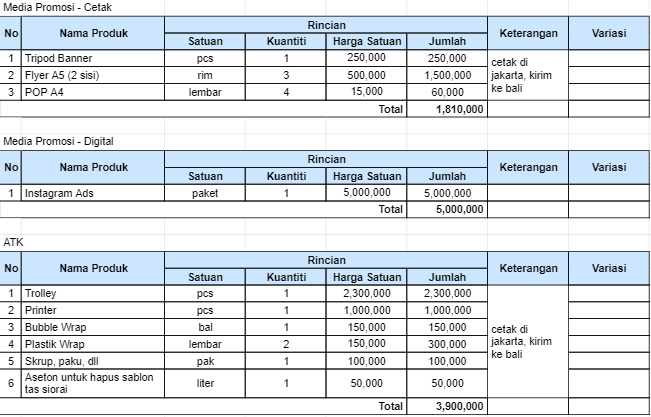 Media Promosi - Cetak
No Nama Produk Rincian Keterangan Variasi
Satuan Kuantiti Harga Satuan Jumlah
1 Tripod Banner pcs 1 250,000 250,000
2 Flyer A5 (2 sisi) rim 3 500,000 1,500,000
3 POP A4 lembar 4 15,000 60,000
cetak di
jakarta, kirim
ke bali
Total 1,810,000
Media Promosi - Digital
No Nama Produk Rincian Keterangan Variasi
Satuan Kuantiti Harga Satuan Jumlah
1 Instagram Ads paket 1 5,000,000 5,000,000
Total 5,000,000
ATK
No Nama Produk Rincian Keterangan Variasi
Satuan Kuantiti Harga Satuan Jumlah
1 Trolley pcs 1 2,300,000 2,300,000
2 Printer pcs 1 1,000,000 1,000,000
3 Bubble Wrap bal 1 150,000 150,000
4 Plastik Wrap lembar 2 150,000 300,000
5 Skrup, paku, dll pak 1 100,000 100,000
6 Aseton untuk hapus sablon
tas siorai liter 1 50,000 50,000
cetak di
jakarta, kirim
ke bali
Total 3,900,000